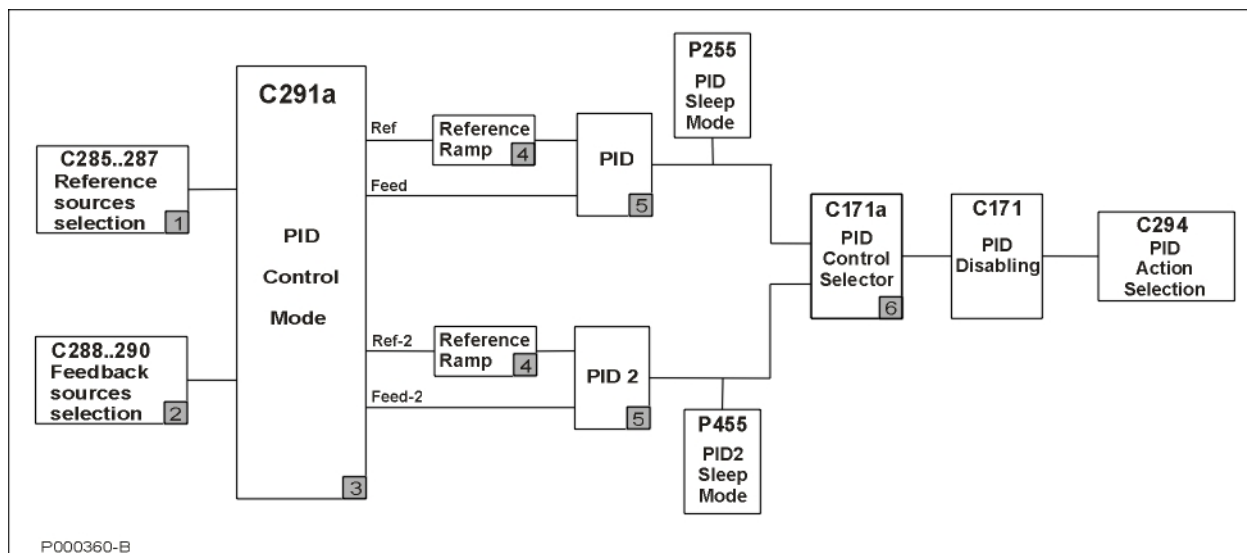 C285..287
Reference
sources
selection
1
C288..290
Feedback
sources
selection
2
C291a
PID
Control
Mode
3
Ref
Reference
Ramp
4
Feed
PID
5
Ref-2
Reference
Ramp
4
Feed-2
PID 2
5
P255
PID
Sleep
Mode
P455
PID2
Sleep
Mode
C171a
PID
Control
Selector
6
C171
PID
Disabling
C294
PID
Action
Selection
P000360-B